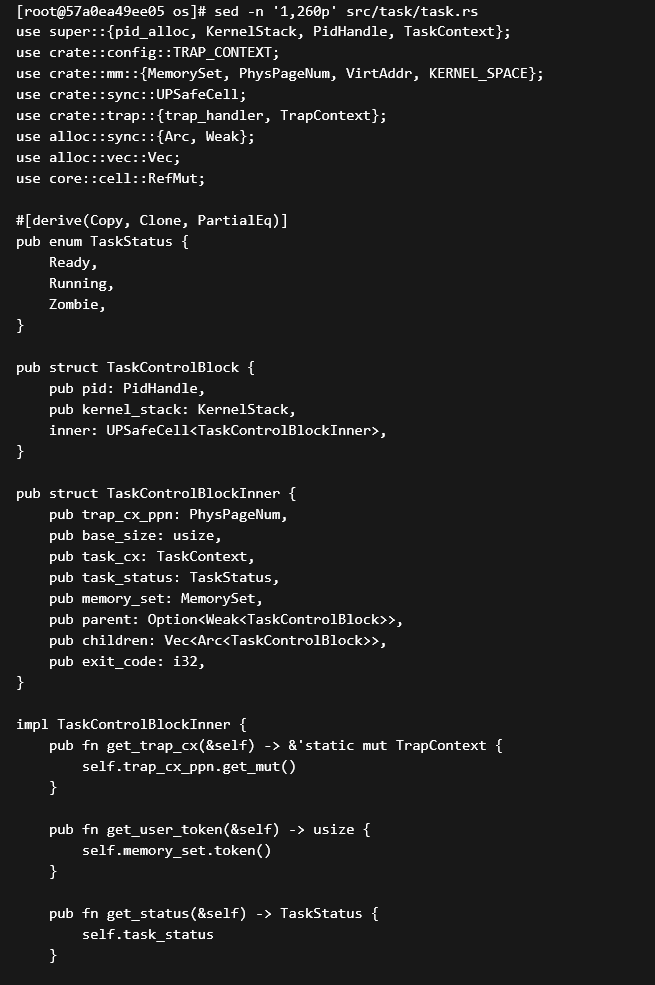 [root@57a0ea49ee05 os]# sed -n '1,260p' src/task/task.rs
use super::{pid_alloc, KernelStack, PidHandle, TaskContext};
use crate::config::TRAP_CONTEXT;
use crate::mm::{MemorySet, PhysPageNum, VirtAddr, KERNEL_SPACE};
use crate::sync::UPSafeCell;
use crate::trap::{trap_handler, TrapContext};
use alloc::sync::{Arc, Weak};
use alloc::vec::Vec;
use core::cell::RefMut;

#[derive(Copy, Clone, PartialEq)]
pub enum TaskStatus {
    Ready,
    Running,
    Zombie,
}

pub struct TaskControlBlock {
    pub pid: PidHandle,
    pub kernel_stack: KernelStack,
    inner: UPSafeCell<TaskControlBlockInner>,
}

pub struct TaskControlBlockInner {
    pub trap_cx_ppn: PhysPageNum,
    pub base_size: usize,
    pub task_cx: TaskContext,
    pub task_status: TaskStatus,
    pub memory_set: MemorySet,
    pub parent: Option<Weak<TaskControlBlock>>,
    pub children: Vec<Arc<TaskControlBlock>>,
    pub exit_code: i32,
}

impl TaskControlBlockInner {
    pub fn get_trap_cx(&self) -> &'static mut TrapContext {
        self.trap_cx_ppn.get_mut()
    }

    pub fn get_user_token(&self) -> usize {
        self.memory_set.token()
    }

    pub fn get_status(&self) -> TaskStatus {
        self.task_status
    }